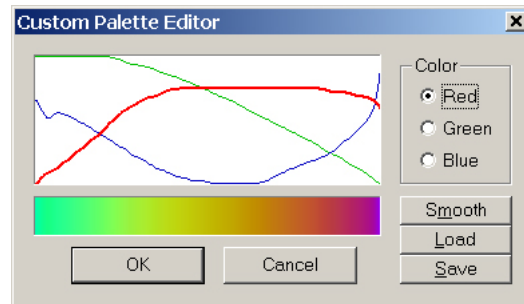 Custom Palette Editor
Color
Red
Green
Blue
Smooth
Load
Save
OK
Cancel